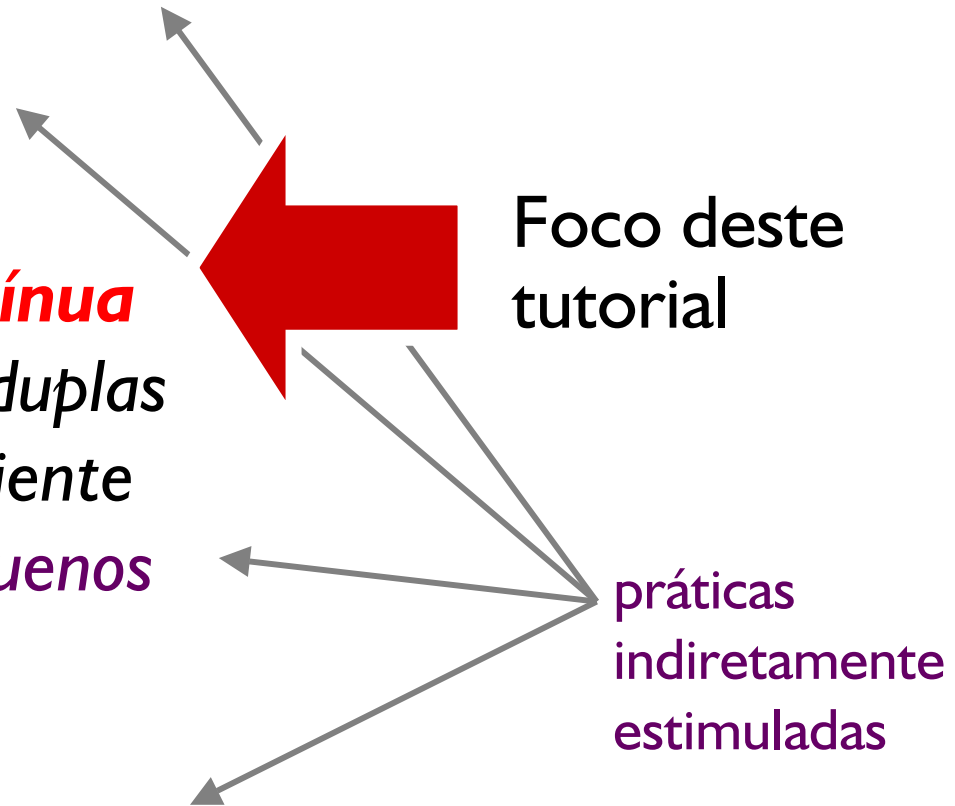 Foco deste
tutorial
ínua
duplas
iente
uenos
práticas
indiretamente
estimuladas